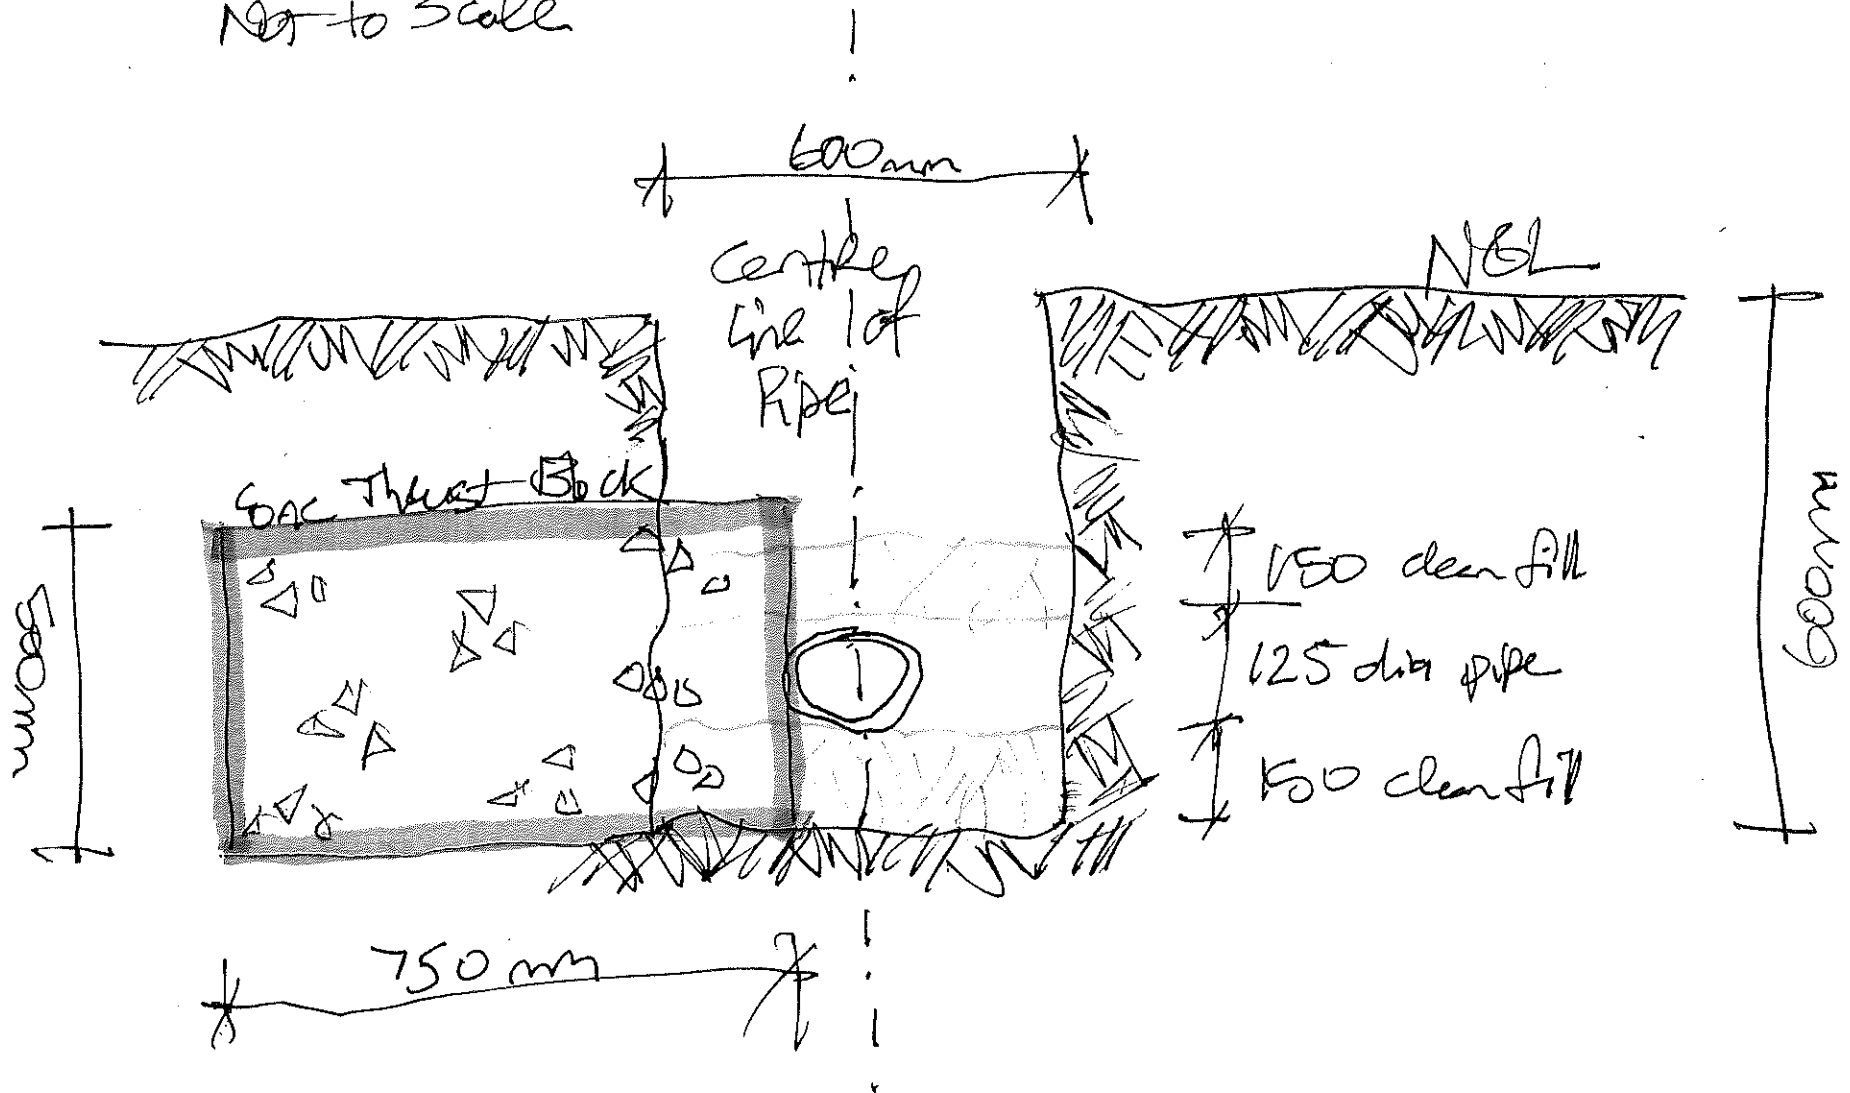 Not to Scale
600mm
Centre
line of
Pipe
NGL
Conc Thrust Block
150 clean fill
125 dia pipe
150 clean fill
600mm
750mm